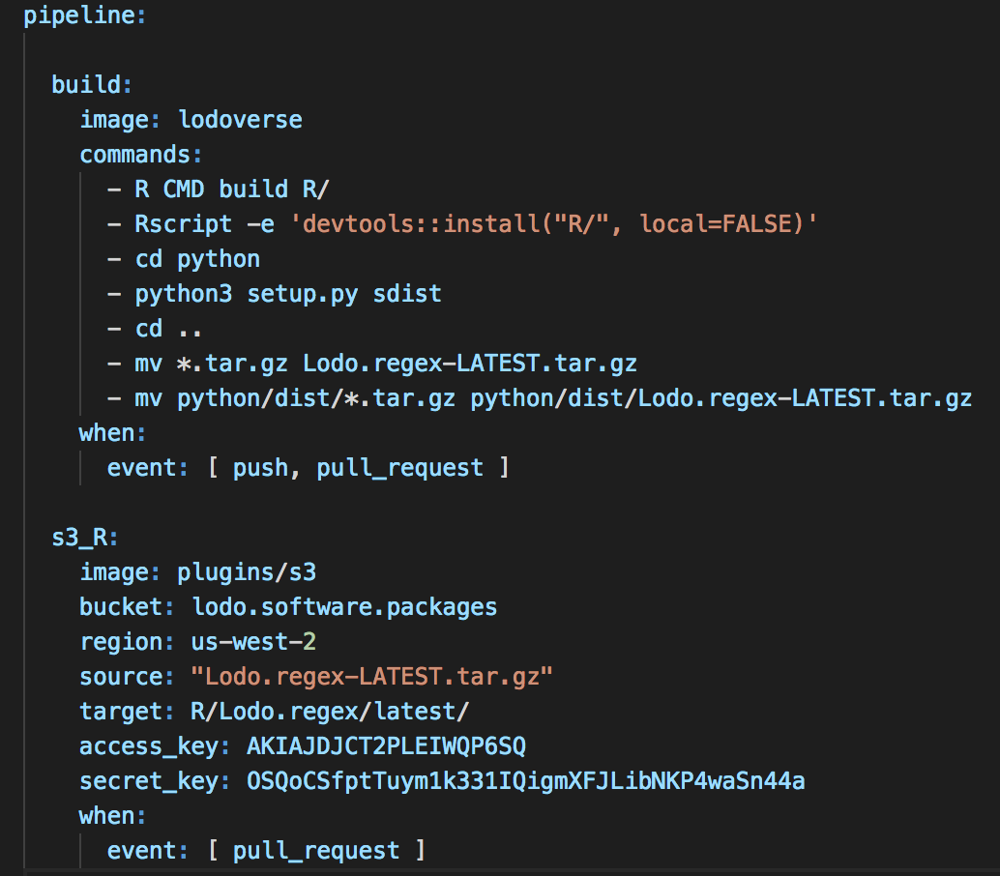 pipeline:
build:
image: lodoverse
commands:
- R CMD build R/
- Rscript -e 'devtools::install("R/", local=FALSE)'
- cd python
- python3 setup.py sdist
- cd ..
- mv *.tar.gz Lodo.regex-LATEST.tar.gz
- mv python/dist/*.tar.gz python/dist/Lodo.regex-LATEST.tar.gz
when:
event: [ push, pull_request ]
s3_R:
image: plugins/s3
bucket: lodo.software.packages
region: us-west-2
source: "Lodo.regex-LATEST.tar.gz"
target: R/Lodo.regex/latest/
access_key: AKIAJDJCT2PLEIWQP6SQ
secret_key: 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
when:
event: [ pull_request ]